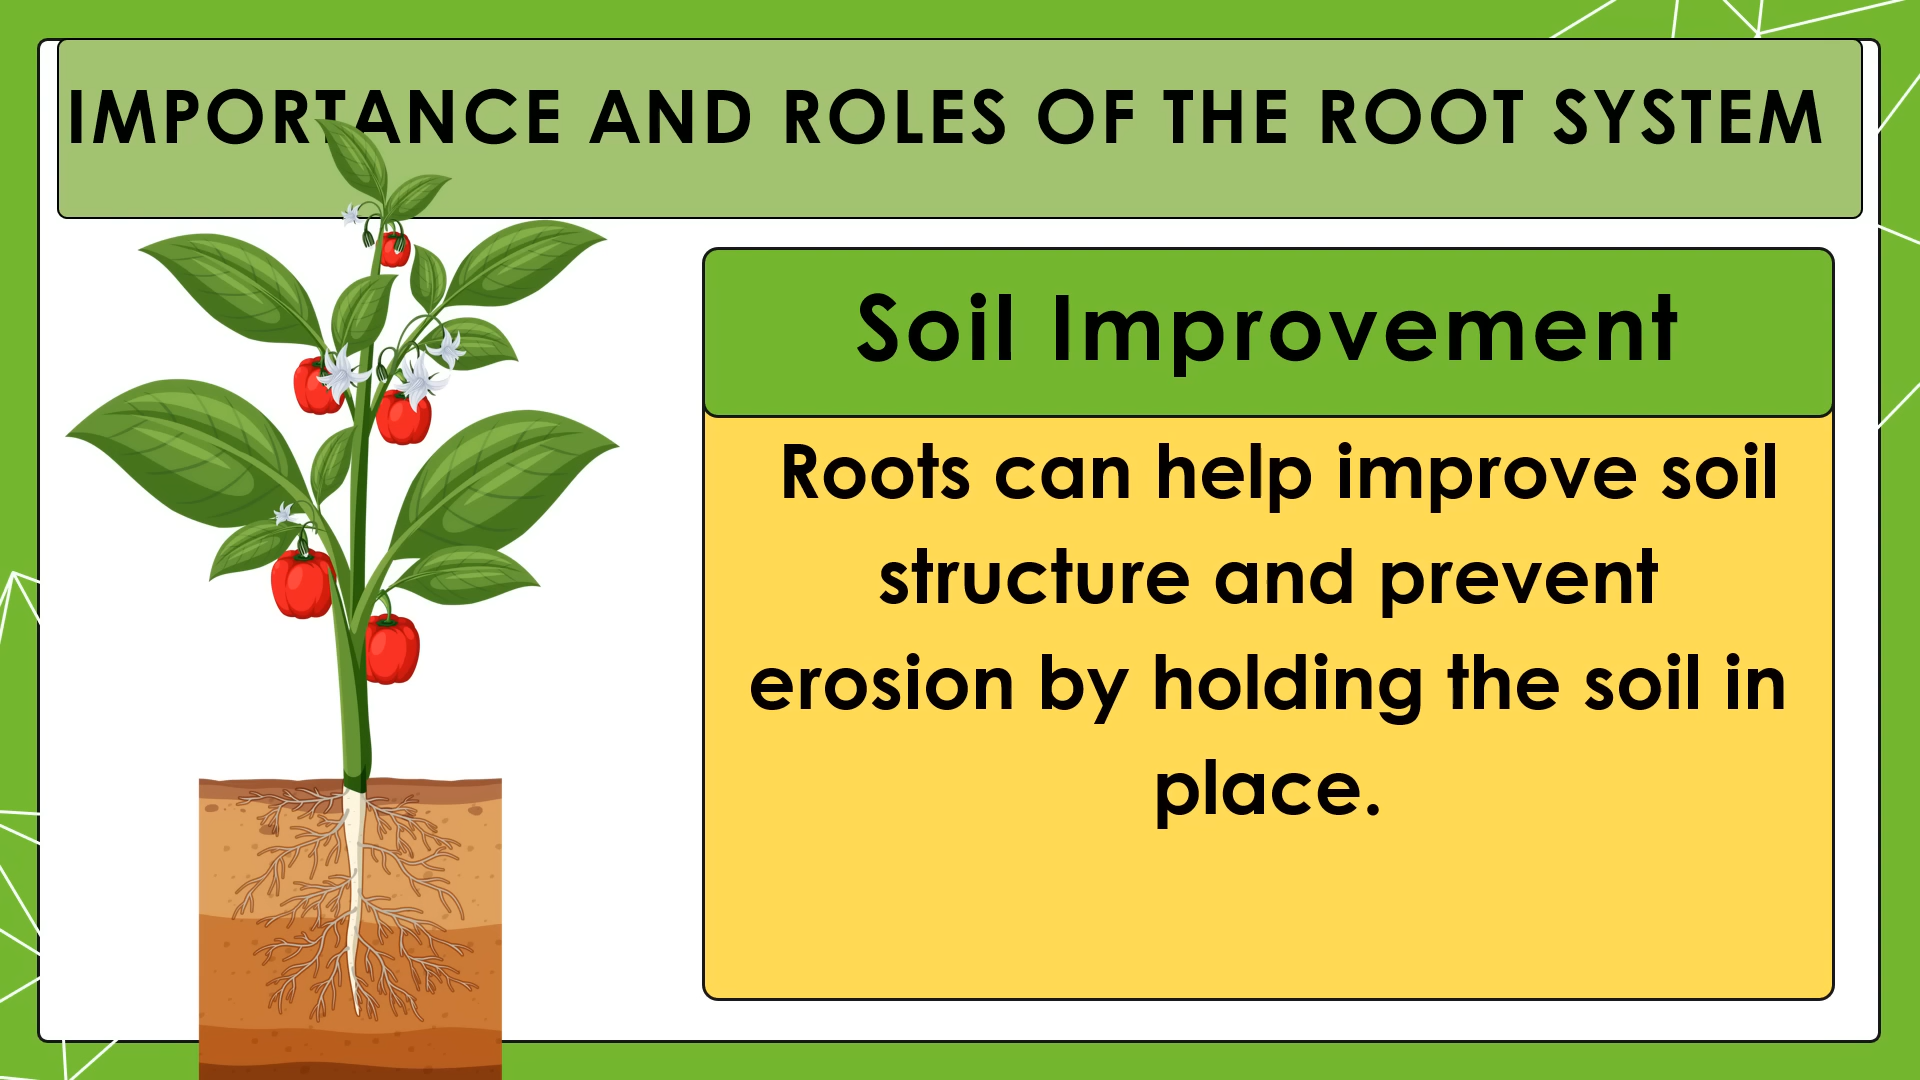 IMPORTANCE AND ROLES OF THE ROOT SYSTEM
Soil Improvement
Roots can help improve soil
structure and prevent
erosion by holding the soil in
place.